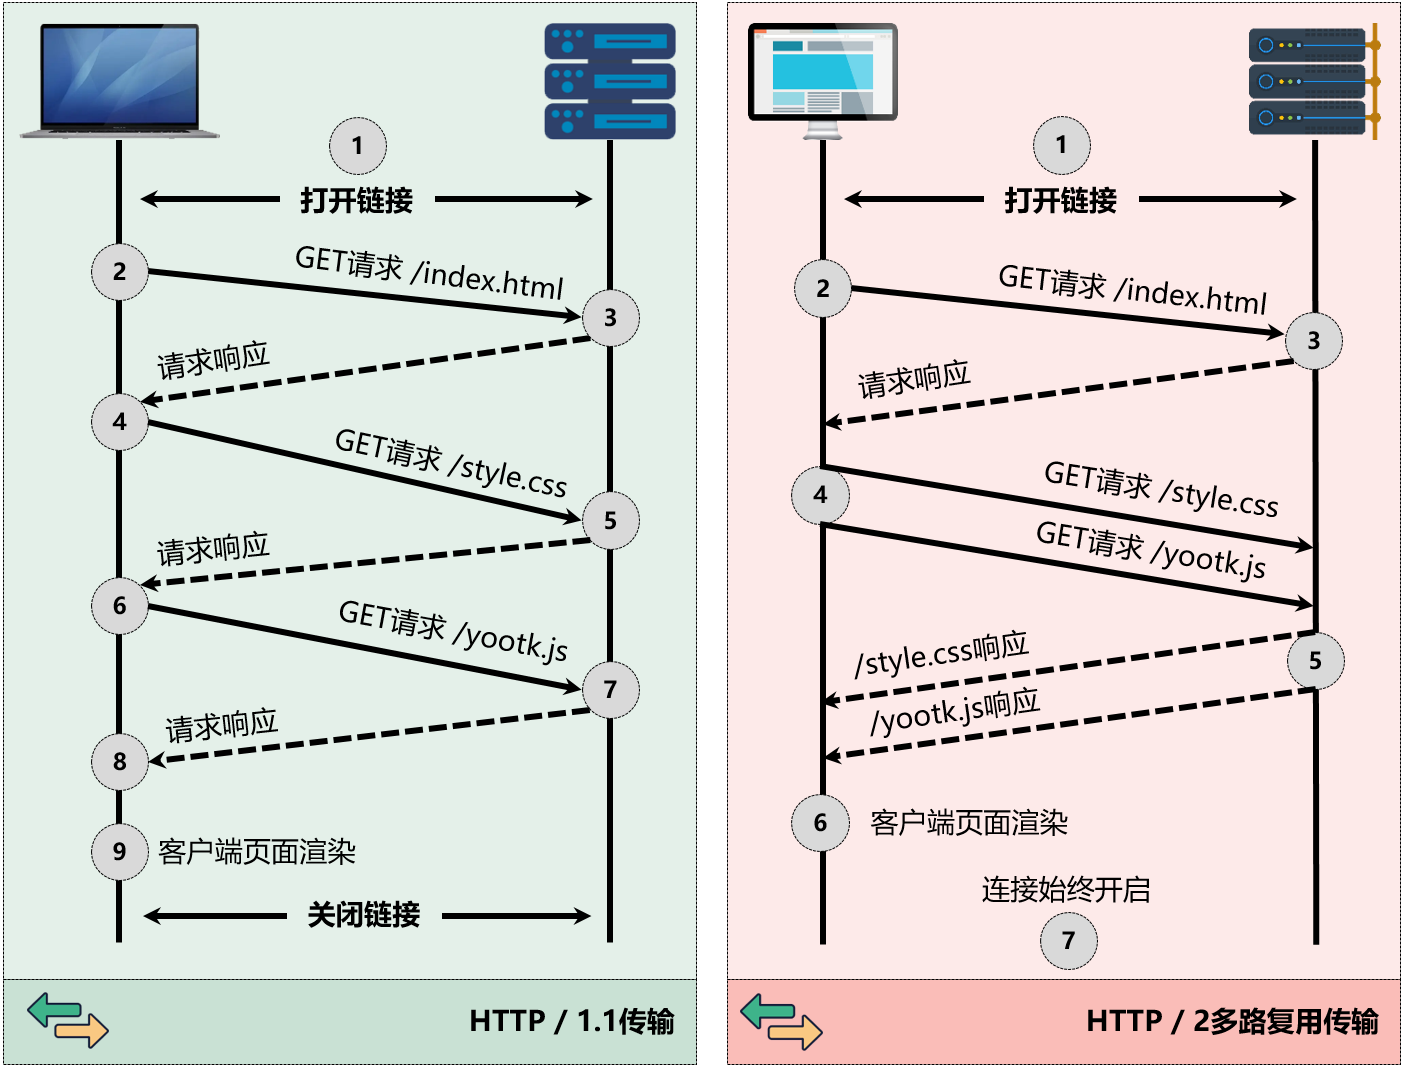 1
打开链接
2
GET请求 /index.html
3
请求响应
4
GET请求 /style.css
5
请求响应
6
GET请求 /yootk.js
7
请求响应
8
9
客户端页面渲染
关闭链接
HTTP / 1.1传输
1
打开链接
2
GET请求 /index.html
3
请求响应
4
GET请求 /style.css
GET请求 /yootk.js
/style.css响应
5
/yootk.js响应
6
客户端页面渲染
连接始终开启
7
HTTP / 2多路复用传输